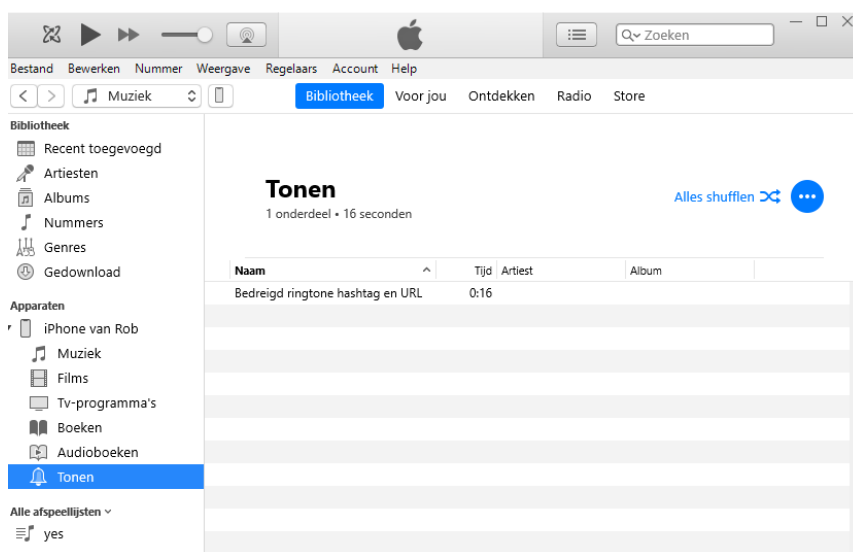 Zoeken
Bestand Bewerken Nummer Weergave Regelaars Account Help
Muziek
Bibliotheek Voor jou Ontdekken Radio Store
Bibliotheek
Recent toegevoegd
Artiesten
Albums
Nummers
Genres
Gedownload
Apparaten
iPhone van Rob
Muziek
Films
Tv-programma's
Boeken
Audioboeken
Tonen
Alle afspeellijsten
yes
Tonen
1 onderdeel • 16 seconden
Alles shufflen
Naam Tijd Artiest Album
Bedreigd ringtone hashtag en URL 0:16